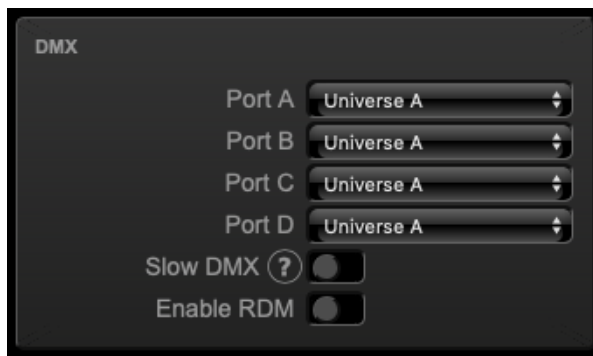 DMX
Port A Universe A
Port B Universe A
Port C Universe A
Port D Universe A
Slow DMX ?
Enable RDM